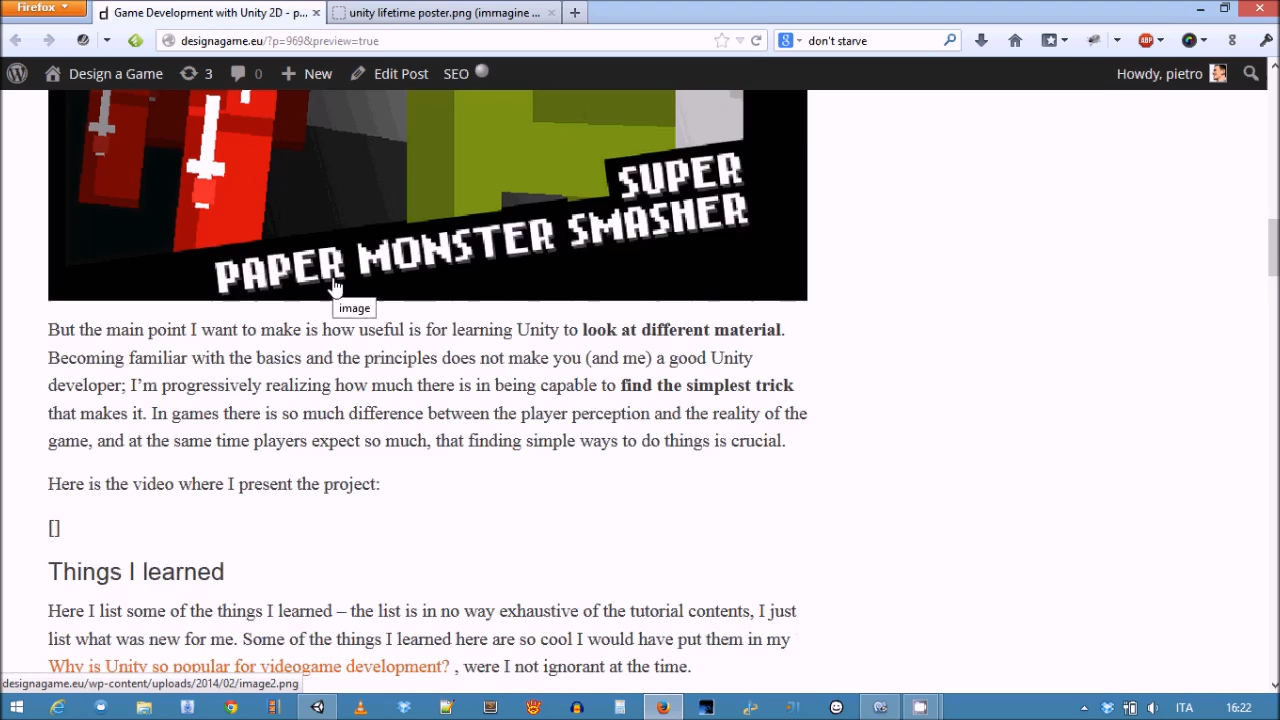 Firefox
Game Development with Unity 2D - p...
unity lifetime poster.png (immagine ...
designagame.eu/?p=969&preview=true
don't starve
ABP
Design a Game
3
0
New
Edit Post
SEO
Howdy, pietro
SUPER
PAPER MONSTER SMASHER
image
But the main point I want to make is how useful is for learning Unity to look at different material.
Becoming familiar with the basics and the principles does not make you (and me) a good Unity
developer; I'm progressively realizing how much there is in being capable to find the simplest trick
that makes it. In games there is so much difference between the player perception and the reality of the
game, and at the same time players expect so much, that finding simple ways to do things is crucial.
Here is the video where I present the project:
[]
Things I learned
Here I list some of the things I learned – the list is in no way exhaustive of the tutorial contents, I just
list what was new for me. Some of the things I learned here are so cool I would have put them in my
Why is Unity so popular for videogame development? , were I not ignorant at the time.
designagame.eu/wp-content/uploads/2014/02/image2.png
ITA
16:22